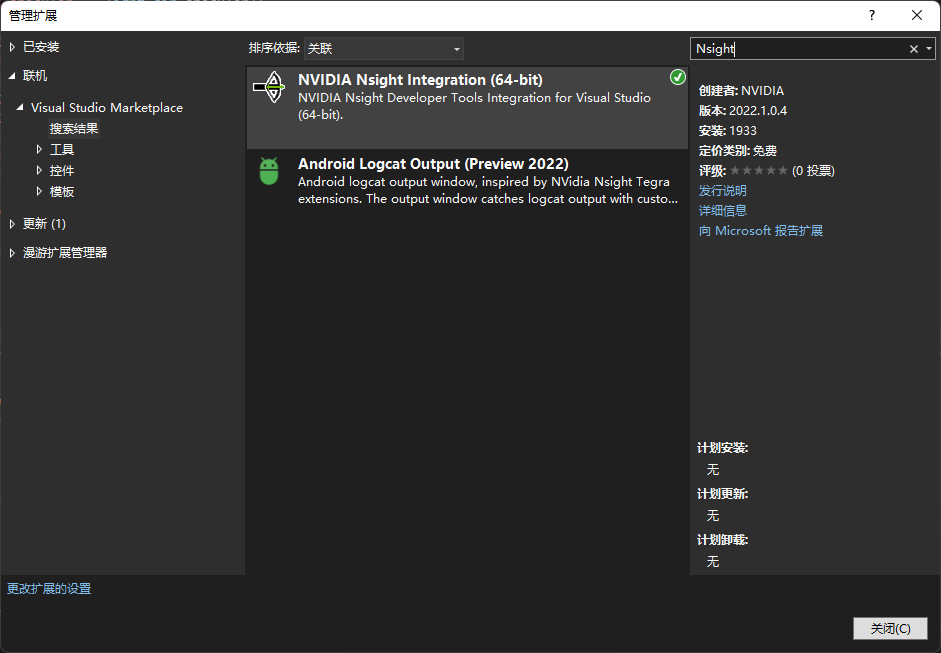 管理扩展
?
已安装
联机
Visual Studio Marketplace
搜索结果
工具
控件
模板
更新 (1)
漫游扩展管理器
排序依据: 关联
NVIDIA Nsight Integration (64-bit)
NVIDIA Nsight Developer Tools Integration for Visual Studio
(64-bit).
Android Logcat Output (Preview 2022)
Android logcat output window, inspired by NVidia Nsight Tegra
extensions. The output window catches logcat output with custo...
Nsight
创建者: NVIDIA
版本: 2022.1.0.4
安装: 1933
定价类别: 免费
评级: ★★★★★ (0 投票)
发行说明
详细信息
向 Microsoft 报告扩展
计划安装:
无
计划更新:
无
计划卸载:
无
更改扩展的设置
关闭(C)